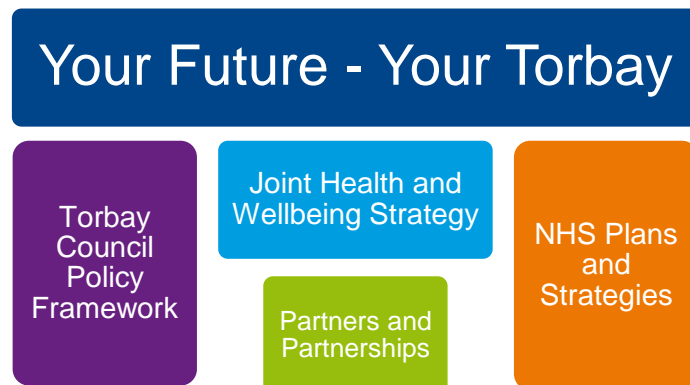 Your Future - Your Torbay
Torbay
Council
Policy
Framework
Joint Health and
Wellbeing Strategy
Partners and
Partnerships
NHS Plans
and
Strategies